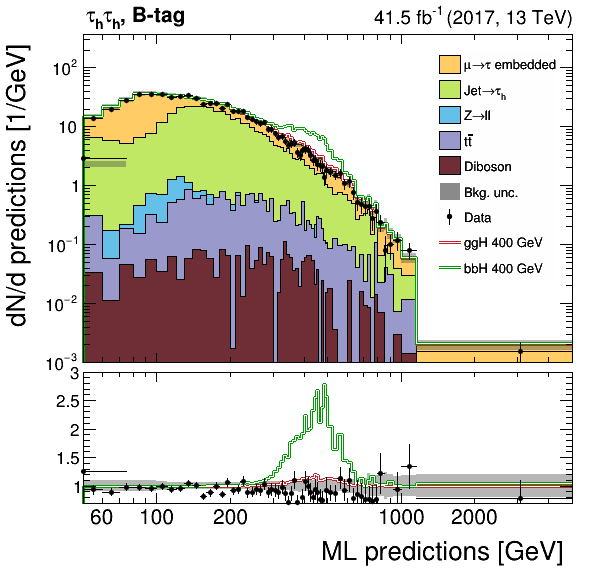 τhτh, B-tag
41.5 fb⁻¹ (2017, 13 TeV)
dN/d predictions [1/GeV]
10²
10
1
10⁻¹
10⁻²
10⁻³
μ→τ embedded
Jet→τh
Z→ll
tt̄
Diboson
Bkg. unc.
Data
ggH 400 GeV
bbH 400 GeV
3
2.5
2
1.5
1
60 100 200 1000 2000
ML predictions [GeV]